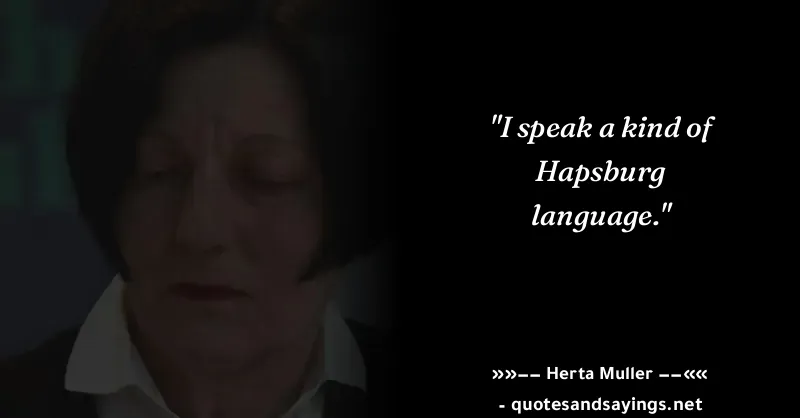 "I speak a kind of
Hapsburg
language."
»»−− Herta Muller −−««
- quotesandsayings.net